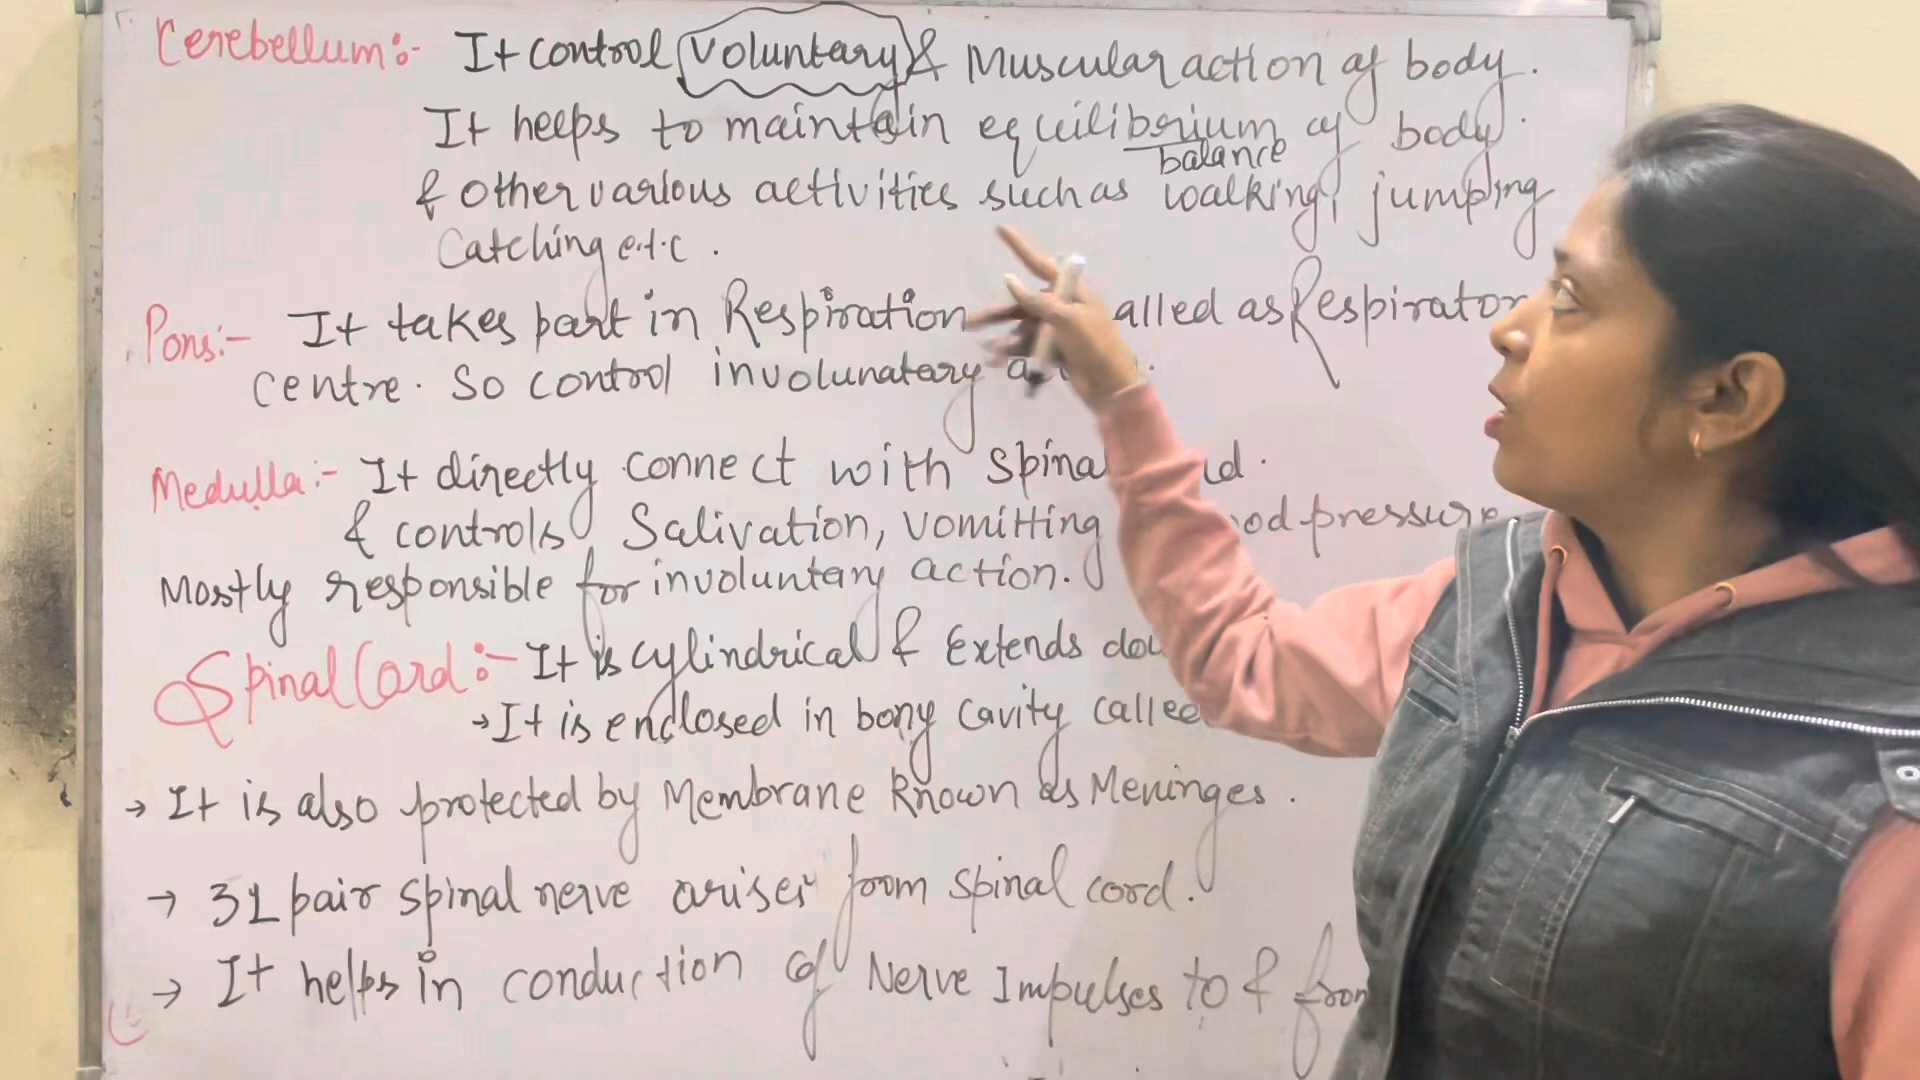 Cerebellum:- It control voluntary & Muscular action of body.
It helps to maintain equilibrium of body.
balance
& other various activities such as walking, jumping
Catching e.t.c.
Pons:- It takes part in Respiration alled as Respirator
centre. So control involunatary
Medulla:- It directly connect with spina d.
& controls Salivation, vomitting od pressure
Mostly responsible for involuntary action.
Spinal Cord:- It is cylindrical & Extends do
→ It is enclosed in bony cavity calle
→ It is also protected by Membrane Known as Meninges.
→ 31 pair spinal nerve arises from spinal cord.
→ It helps in conduction of Nerve Impulses to & from